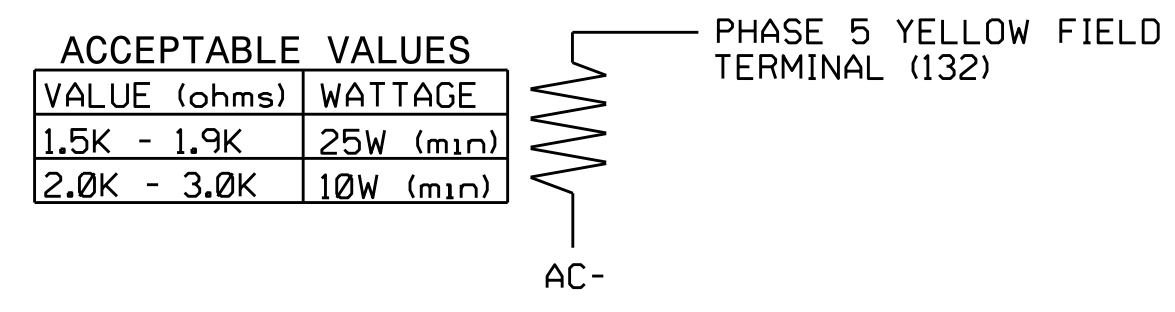 ACCEPTABLE VALUES
VALUE (ohms) WATTAGE
1.5K - 1.9K 25W (min)
2.0K - 3.0K 10W (min)
PHASE 5 YELLOW FIELD
TERMINAL (132)
AC-